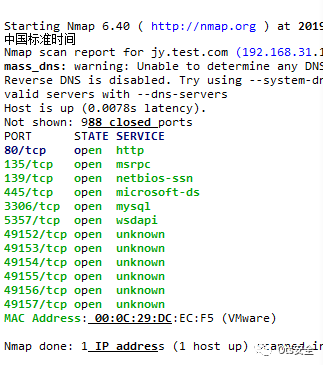 Starting Nmap 6.40 ( http://nmap.org ) at 2019
中国标准时间
Nmap scan report for jy.test.com (192.168.31.1
mass_dns: warning: Unable to determine any DNS
Reverse DNS is disabled. Try using --system-dn
valid servers with --dns-servers
Host is up (0.0078s latency).
Not shown: 988 closed ports
PORT STATE SERVICE
80/tcp open http
135/tcp open msrpc
139/tcp open netbios-ssn
445/tcp open microsoft-ds
3306/tcp open mysql
5357/tcp open wsdapi
49152/tcp open unknown
49153/tcp open unknown
49154/tcp open unknown
49155/tcp open unknown
49156/tcp open unknown
49157/tcp open unknown
MAC Address: 00:0C:29:DC:EC:F5 (VMware)
Nmap done: 1 IP address (1 host up) scanned in